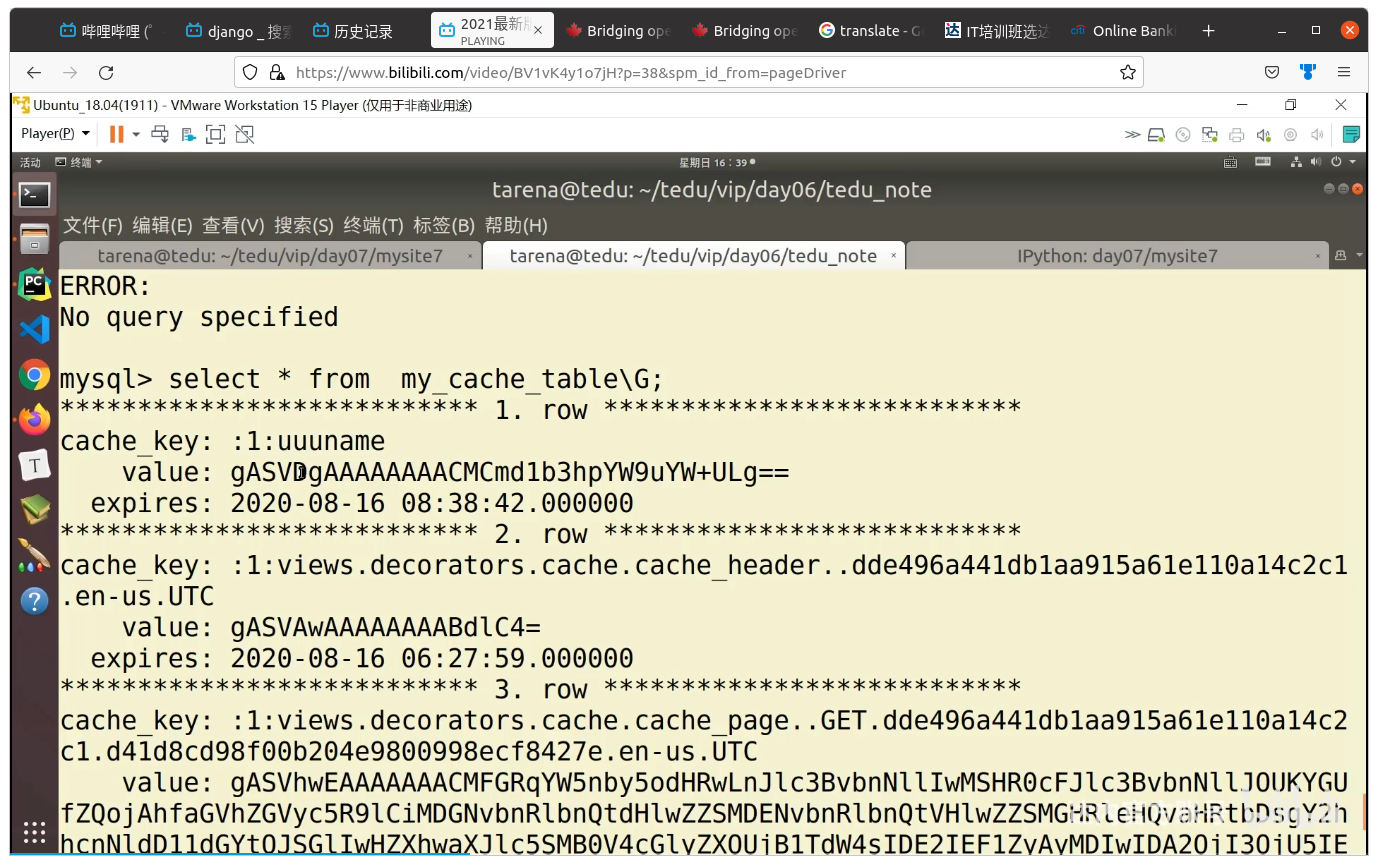 哔哩哔哩 (
django _ 搜
历史记录
2021最新
PLAYING
Bridging ope
Bridging ope
translate - G
IT培训班选达
Online Bank
https://www.bilibili.com/video/BV1vK4y1o7jH?p=38&spm_id_from=pageDriver
Ubuntu_18.04(1911) - VMware Workstation 15 Player (仅用于非商业用途)
Player(P)
活动 终端
星期日 16：39
tarena@tedu: ~/tedu/vip/day06/tedu_note
文件(F) 编辑(E) 查看(V) 搜索(S) 终端(T) 标签(B) 帮助(H)
tarena@tedu: ~/tedu/vip/day07/mysite7
tarena@tedu: ~/tedu/vip/day06/tedu_note
IPython: day07/mysite7
ERROR:
No query specified
mysql> select * from  my_cache_table\G;
*************************** 1. row ***************************
cache_key: :1:uuuname
value: gASVDgAAAAAAAACMCmd1b3hpYW9uYW+ULg==
expires: 2020-08-16 08:38:42.000000
*************************** 2. row ***************************
cache_key: :1:views.decorators.cache.cache_header..dde496a441db1aa915a61e110a14c2c1
.en-us.UTC
value: gASVAwAAAAAAAABdlC4=
expires: 2020-08-16 06:27:59.000000
*************************** 3. row ***************************
cache_key: :1:views.decorators.cache.cache_page..GET.dde496a441db1aa915a61e110a14c2
c1.d41d8cd98f00b204e9800998ecf8427e.en-us.UTC
value: gASVhwEAAAAAAACMFGRqYW5nby5odHRwLnJlc3BvbnNllIwMSHR0cFJlc3BvbnNllJOUKYGU